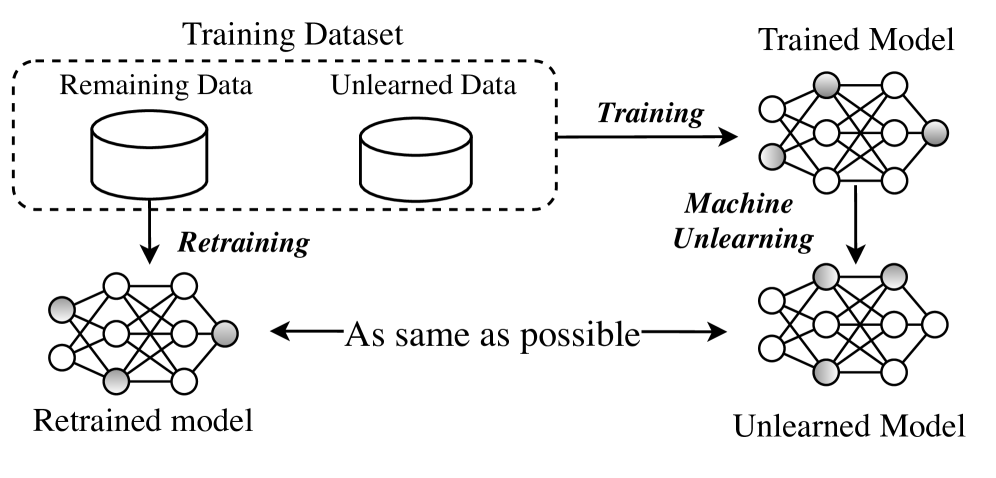 Training Dataset
Trained Model
Remaining Data
Unlearned Data
Training
Machine
Unlearning
Retraining
As same as possible
Retrained model
Unlearned Model